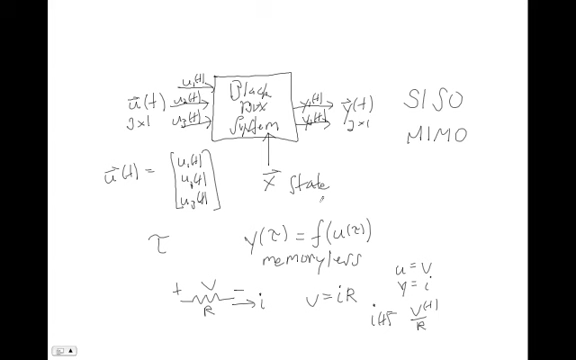 u₁(t)
u⃗(t) u₂(t) Black box System y₁(t) y⃗(t) SISO
3×1 u₃(t) y₂(t) 2×1 MIMO
u⃗(t) = [u₁(t) u₂(t) u₃(t)]
x⃗ State
τ y(τ) = f(u(τ))
memoryless
u = v
y = i
+ V − i
R
v = iR
i(t) = v(t)/R